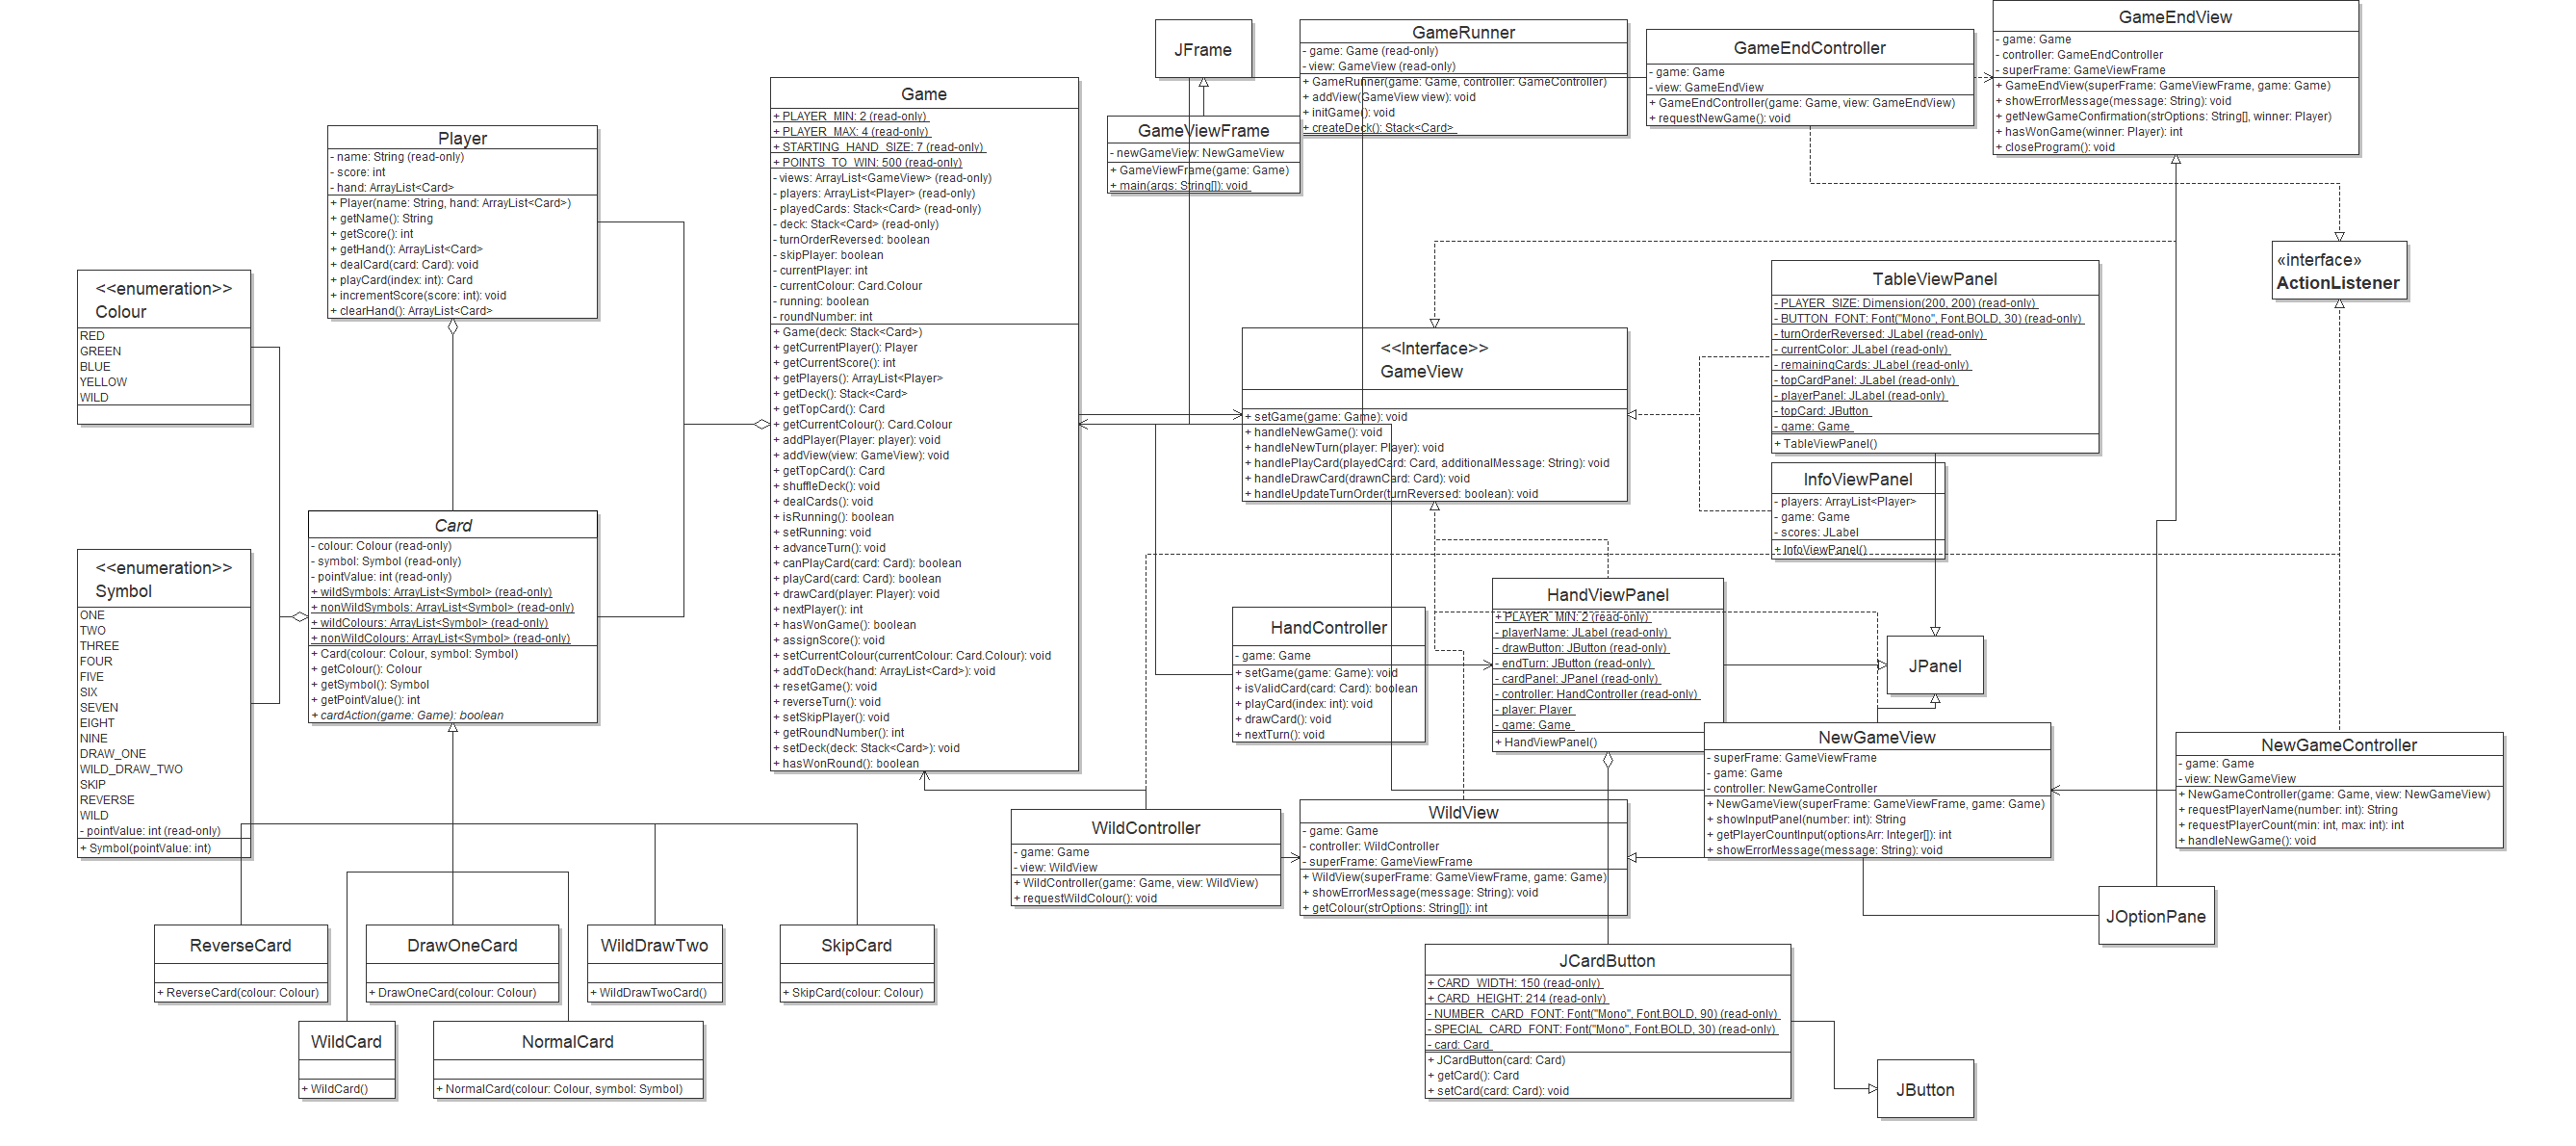 <<enumeration>>
Colour
RED
GREEN
BLUE
YELLOW
WILD
<<enumeration>>
Symbol
ONE
TWO
THREE
FOUR
FIVE
SIX
SEVEN
EIGHT
NINE
DRAW_ONE
WILD_DRAW_TWO
SKIP
REVERSE
WILD
- pointValue: int (read-only)
+ Symbol(pointValue: int)
Player
- name: String (read-only)
- score: int
- hand: ArrayList<Card>
+ Player(name: String, hand: ArrayList<Card>)
+ getName(): String
+ getScore(): int
+ getHand(): ArrayList<Card>
+ dealCard(card: Card): void
+ playCard(index: int): Card
+ incrementScore(score: int): void
+ clearHand(): ArrayList<Card>
Card
- colour: Colour (read-only)
- symbol: Symbol (read-only)
- pointValue: int (read-only)
+ wildSymbols: ArrayList<Symbol> (read-only)
+ nonWildSymbols: ArrayList<Symbol> (read-only)
+ wildColours: ArrayList<Symbol> (read-only)
+ nonWildColours: ArrayList<Symbol> (read-only)
+ Card(colour: Colour, symbol: Symbol)
+ getColour(): Colour
+ getSymbol(): Symbol
+ getPointValue(): int
+ cardAction(game: Game): boolean
ReverseCard
+ ReverseCard(colour: Colour)
DrawOneCard
+ DrawOneCard(colour: Colour)
WildDrawTwo
+ WildDrawTwoCard()
SkipCard
+ SkipCard(colour: Colour)
WildCard
+ WildCard()
NormalCard
+ NormalCard(colour: Colour, symbol: Symbol)
Game
+ PLAYER_MIN: 2 (read-only)
+ PLAYER_MAX: 4 (read-only)
+ STARTING_HAND_SIZE: 7 (read-only)
+ POINTS_TO_WIN: 500 (read-only)
- views: ArrayList<GameView> (read-only)
- players: ArrayList<Player> (read-only)
- playedCards: Stack<Card> (read-only)
- deck: Stack<Card> (read-only)
- turnOrderReversed: boolean
- skipPlayer: boolean
- currentPlayer: int
- currentColour: Card.Colour
- running: boolean
- roundNumber: int
+ Game(deck: Stack<Card>)
+ getCurrentPlayer(): Player
+ getCurrentScore(): int
+ getPlayers(): ArrayList<Player>
+ getDeck(): Stack<Card>
+ getTopCard(): Card
+ getCurrentColour(): Card.Colour
+ addPlayer(Player: player): void
+ addView(view: GameView): void
+ getTopCard(): Card
+ shuffleDeck(): void
+ dealCards(): void
+ isRunning(): boolean
+ setRunning: void
+ advanceTurn(): void
+ canPlayCard(card: Card): boolean
+ playCard(card: Card): boolean
+ drawCard(player: Player): void
+ nextPlayer(): int
+ hasWonGame(): boolean
+ assignScore(): void
+ setCurrentColour(currentColour: Card.Colour): void
+ addToDeck(hand: ArrayList<Card>): void
+ resetGame(): void
+ reverseTurn(): void
+ setSkipPlayer(): void
+ getRoundNumber(): int
+ setDeck(deck: Stack<Card>): void
+ hasWonRound(): boolean
JFrame
GameViewFrame
- newGameView: NewGameView
+ GameViewFrame(game: Game)
+ main(args: String[]): void
GameRunner
- game: Game (read-only)
- view: GameView (read-only)
+ GameRunner(game: Game, controller: GameController)
+ addView(GameView view): void
+ initGame(): void
+ createDeck(): Stack<Card>
GameEndController
- game: Game
- view: GameEndView
+ GameEndController(game: Game, view: GameEndView)
+ requestNewGame(): void
GameEndView
- game: Game
- controller: GameEndController
- superFrame: GameViewFrame
+ GameEndView(superFrame: GameViewFrame, game: Game)
+ showErrorMessage(message: String): void
+ getNewGameConfirmation(strOptions: String[], winner: Player)
+ hasWonGame(winner: Player): int
+ closeProgram(): void
«interface»
ActionListener
<<Interface>>
GameView
+ setGame(game: Game): void
+ handleNewGame(): void
+ handleNewTurn(player: Player): void
+ handlePlayCard(playedCard: Card, additionalMessage: String): void
+ handleDrawCard(drawnCard: Card): void
+ handleUpdateTurnOrder(turnReversed: boolean): void
TableViewPanel
- PLAYER_SIZE: Dimension(200, 200) (read-only)
- BUTTON_FONT: Font("Mono", Font.BOLD, 30) (read-only)
- turnOrderReversed: JLabel (read-only)
- currentColor: JLabel (read-only)
- remainingCards: JLabel (read-only)
- topCardPanel: JLabel (read-only)
- playerPanel: JLabel (read-only)
- topCard: JButton
- game: Game
+ TableViewPanel()
InfoViewPanel
- players: ArrayList<Player>
- game: Game
- scores: JLabel
+ InfoViewPanel()
HandController
- game: Game
+ setGame(game: Game): void
+ isValidCard(card: Card): boolean
+ playCard(index: int): void
+ drawCard(): void
+ nextTurn(): void
HandViewPanel
+ PLAYER_MIN: 2 (read-only)
- playerName: JLabel (read-only)
- drawButton: JButton (read-only)
- endTurn: JButton (read-only)
- cardPanel: JPanel (read-only)
- controller: HandController (read-only)
- player: Player
- game: Game
+ HandViewPanel()
JPanel
NewGameView
- superFrame: GameViewFrame
- game: Game
- controller: NewGameController
+ NewGameView(superFrame: GameViewFrame, game: Game)
+ showInputPanel(number: int): String
+ getPlayerCountInput(optionsArr: Integer[]): int
+ showErrorMessage(message: String): void
NewGameController
- game: Game
- view: NewGameView
+ NewGameController(game: Game, view: NewGameView)
+ requestPlayerName(number: int): String
+ requestPlayerCount(min: int, max: int): int
+ handleNewGame(): void
WildController
- game: Game
- view: WildView
+ WildController(game: Game, view: WildView)
+ requestWildColour(): void
WildView
- game: Game
- controller: WildController
- superFrame: GameViewFrame
+ WildView(superFrame: GameViewFrame, game: Game)
+ showErrorMessage(message: String): void
+ getColour(strOptions: String[]): int
JOptionPane
JCardButton
+ CARD_WIDTH: 150 (read-only)
+ CARD_HEIGHT: 214 (read-only)
- NUMBER_CARD_FONT: Font("Mono", Font.BOLD, 90) (read-only)
- SPECIAL_CARD_FONT: Font("Mono", Font.BOLD, 30) (read-only)
- card: Card
+ JCardButton(card: Card)
+ getCard(): Card
+ setCard(card: Card): void
JButton